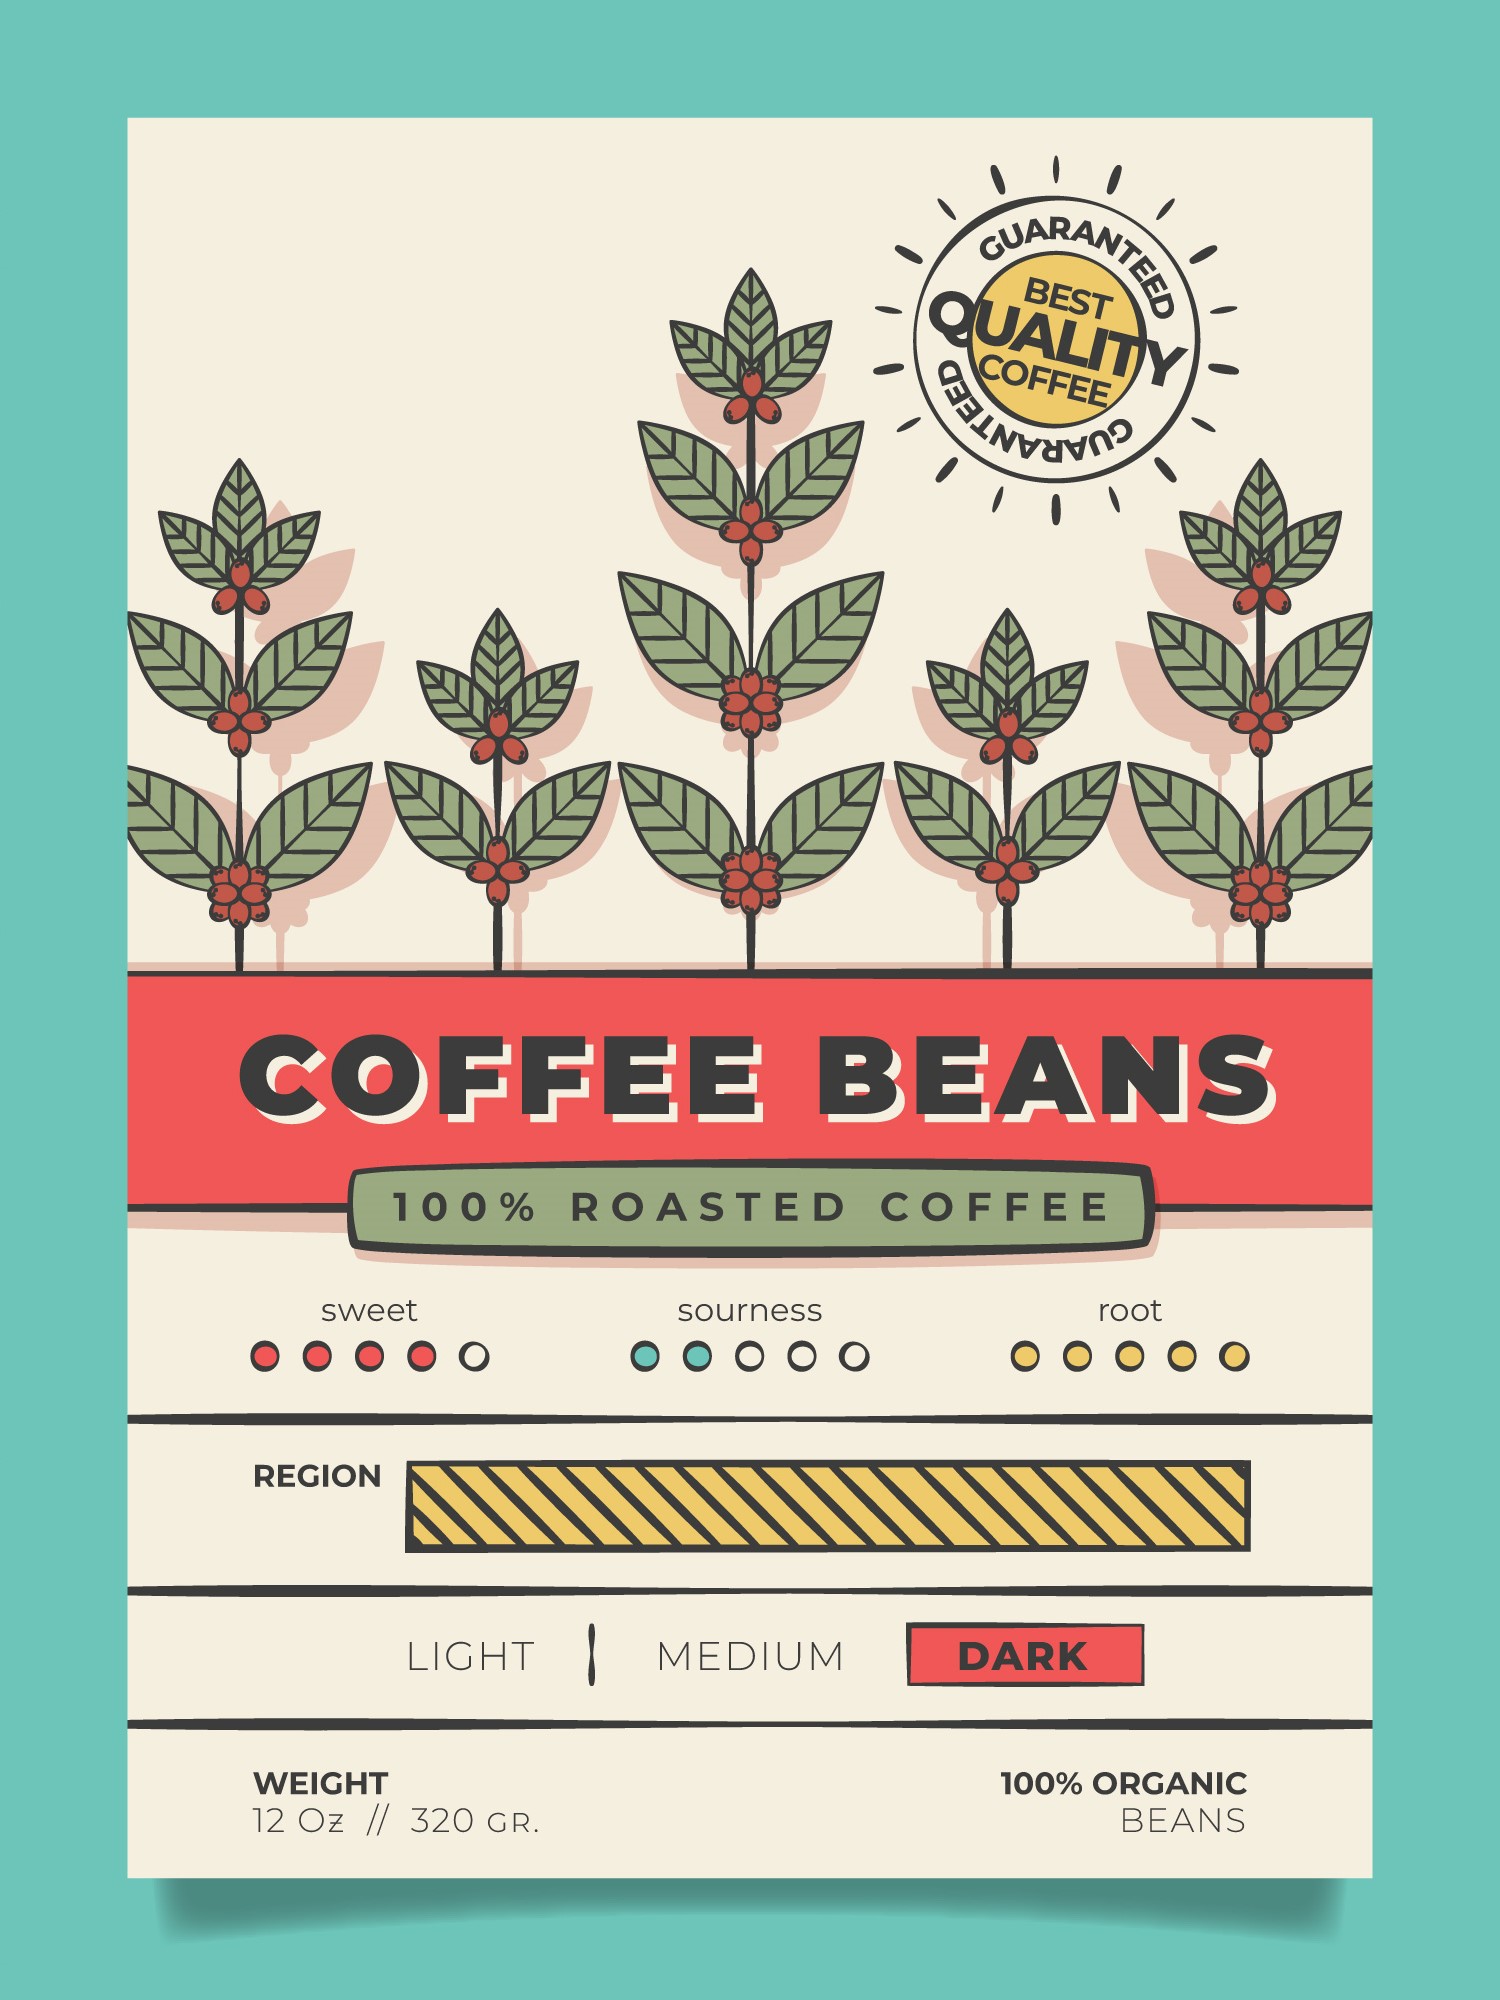 GUARANTEED
BEST
QUALITY
COFFEE
GUARANTEED
COFFEE BEANS
100% ROASTED COFFEE
sweet
sourness
root
REGION
LIGHT
MEDIUM
DARK
WEIGHT
12 Oz // 320 GR.
100% ORGANIC
BEANS